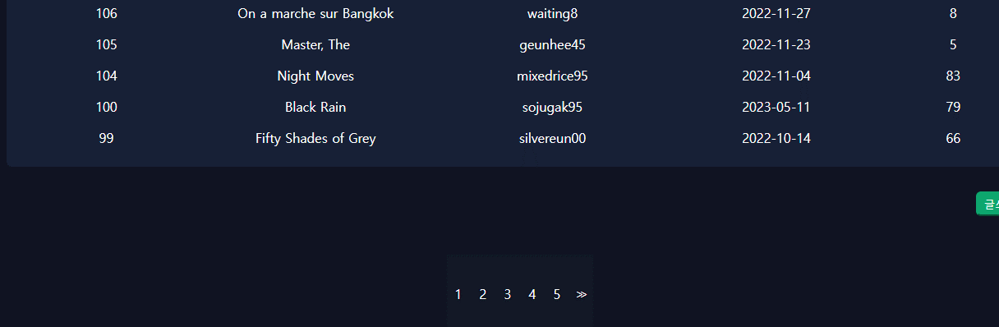 106 On a marche sur Bangkok waiting8 2022-11-27 8
105 Master, The geunhee45 2022-11-23 5
104 Night Moves mixedrice95 2022-11-04 83
100 Black Rain sojugak95 2023-05-11 79
99 Fifty Shades of Grey silvereun00 2022-10-14 66
1 2 3 4 5 ≫